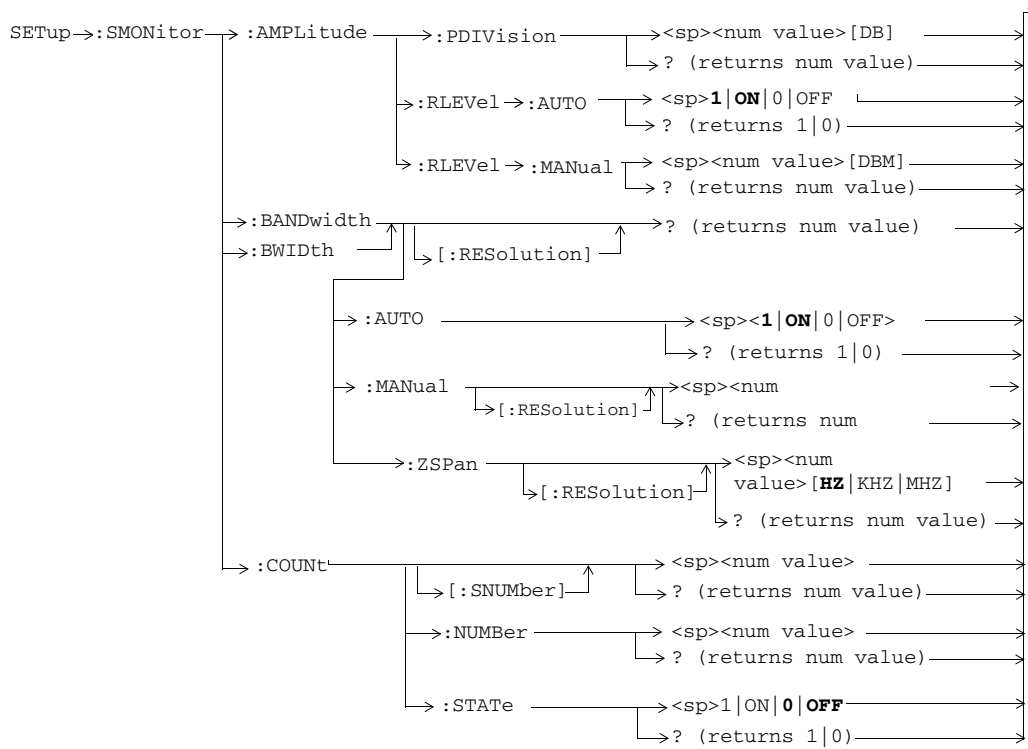 SETup :SMONitor :AMPLitude :PDIVision <sp><num value>[DB]
? (returns num value)
:RLEVel :AUTO <sp>1|ON|0|OFF
? (returns 1|0)
:RLEVel :MANual <sp><num value>[DBM]
? (returns num value)
:BANDwidth ? (returns num value)
:BWIDth [:RESolution]
:AUTO <sp><1|ON|0|OFF>
? (returns 1|0)
:MANual <sp><num
[:RESolution]
? (returns num
:ZSPan <sp><num
value>[HZ|KHZ|MHZ]
[:RESolution]
? (returns num value)
:COUNt <sp><num value>
[:SNUMber] ? (returns num value)
:NUMBer <sp><num value>
? (returns num value)
:STATe <sp>1|ON|0|OFF
? (returns 1|0)